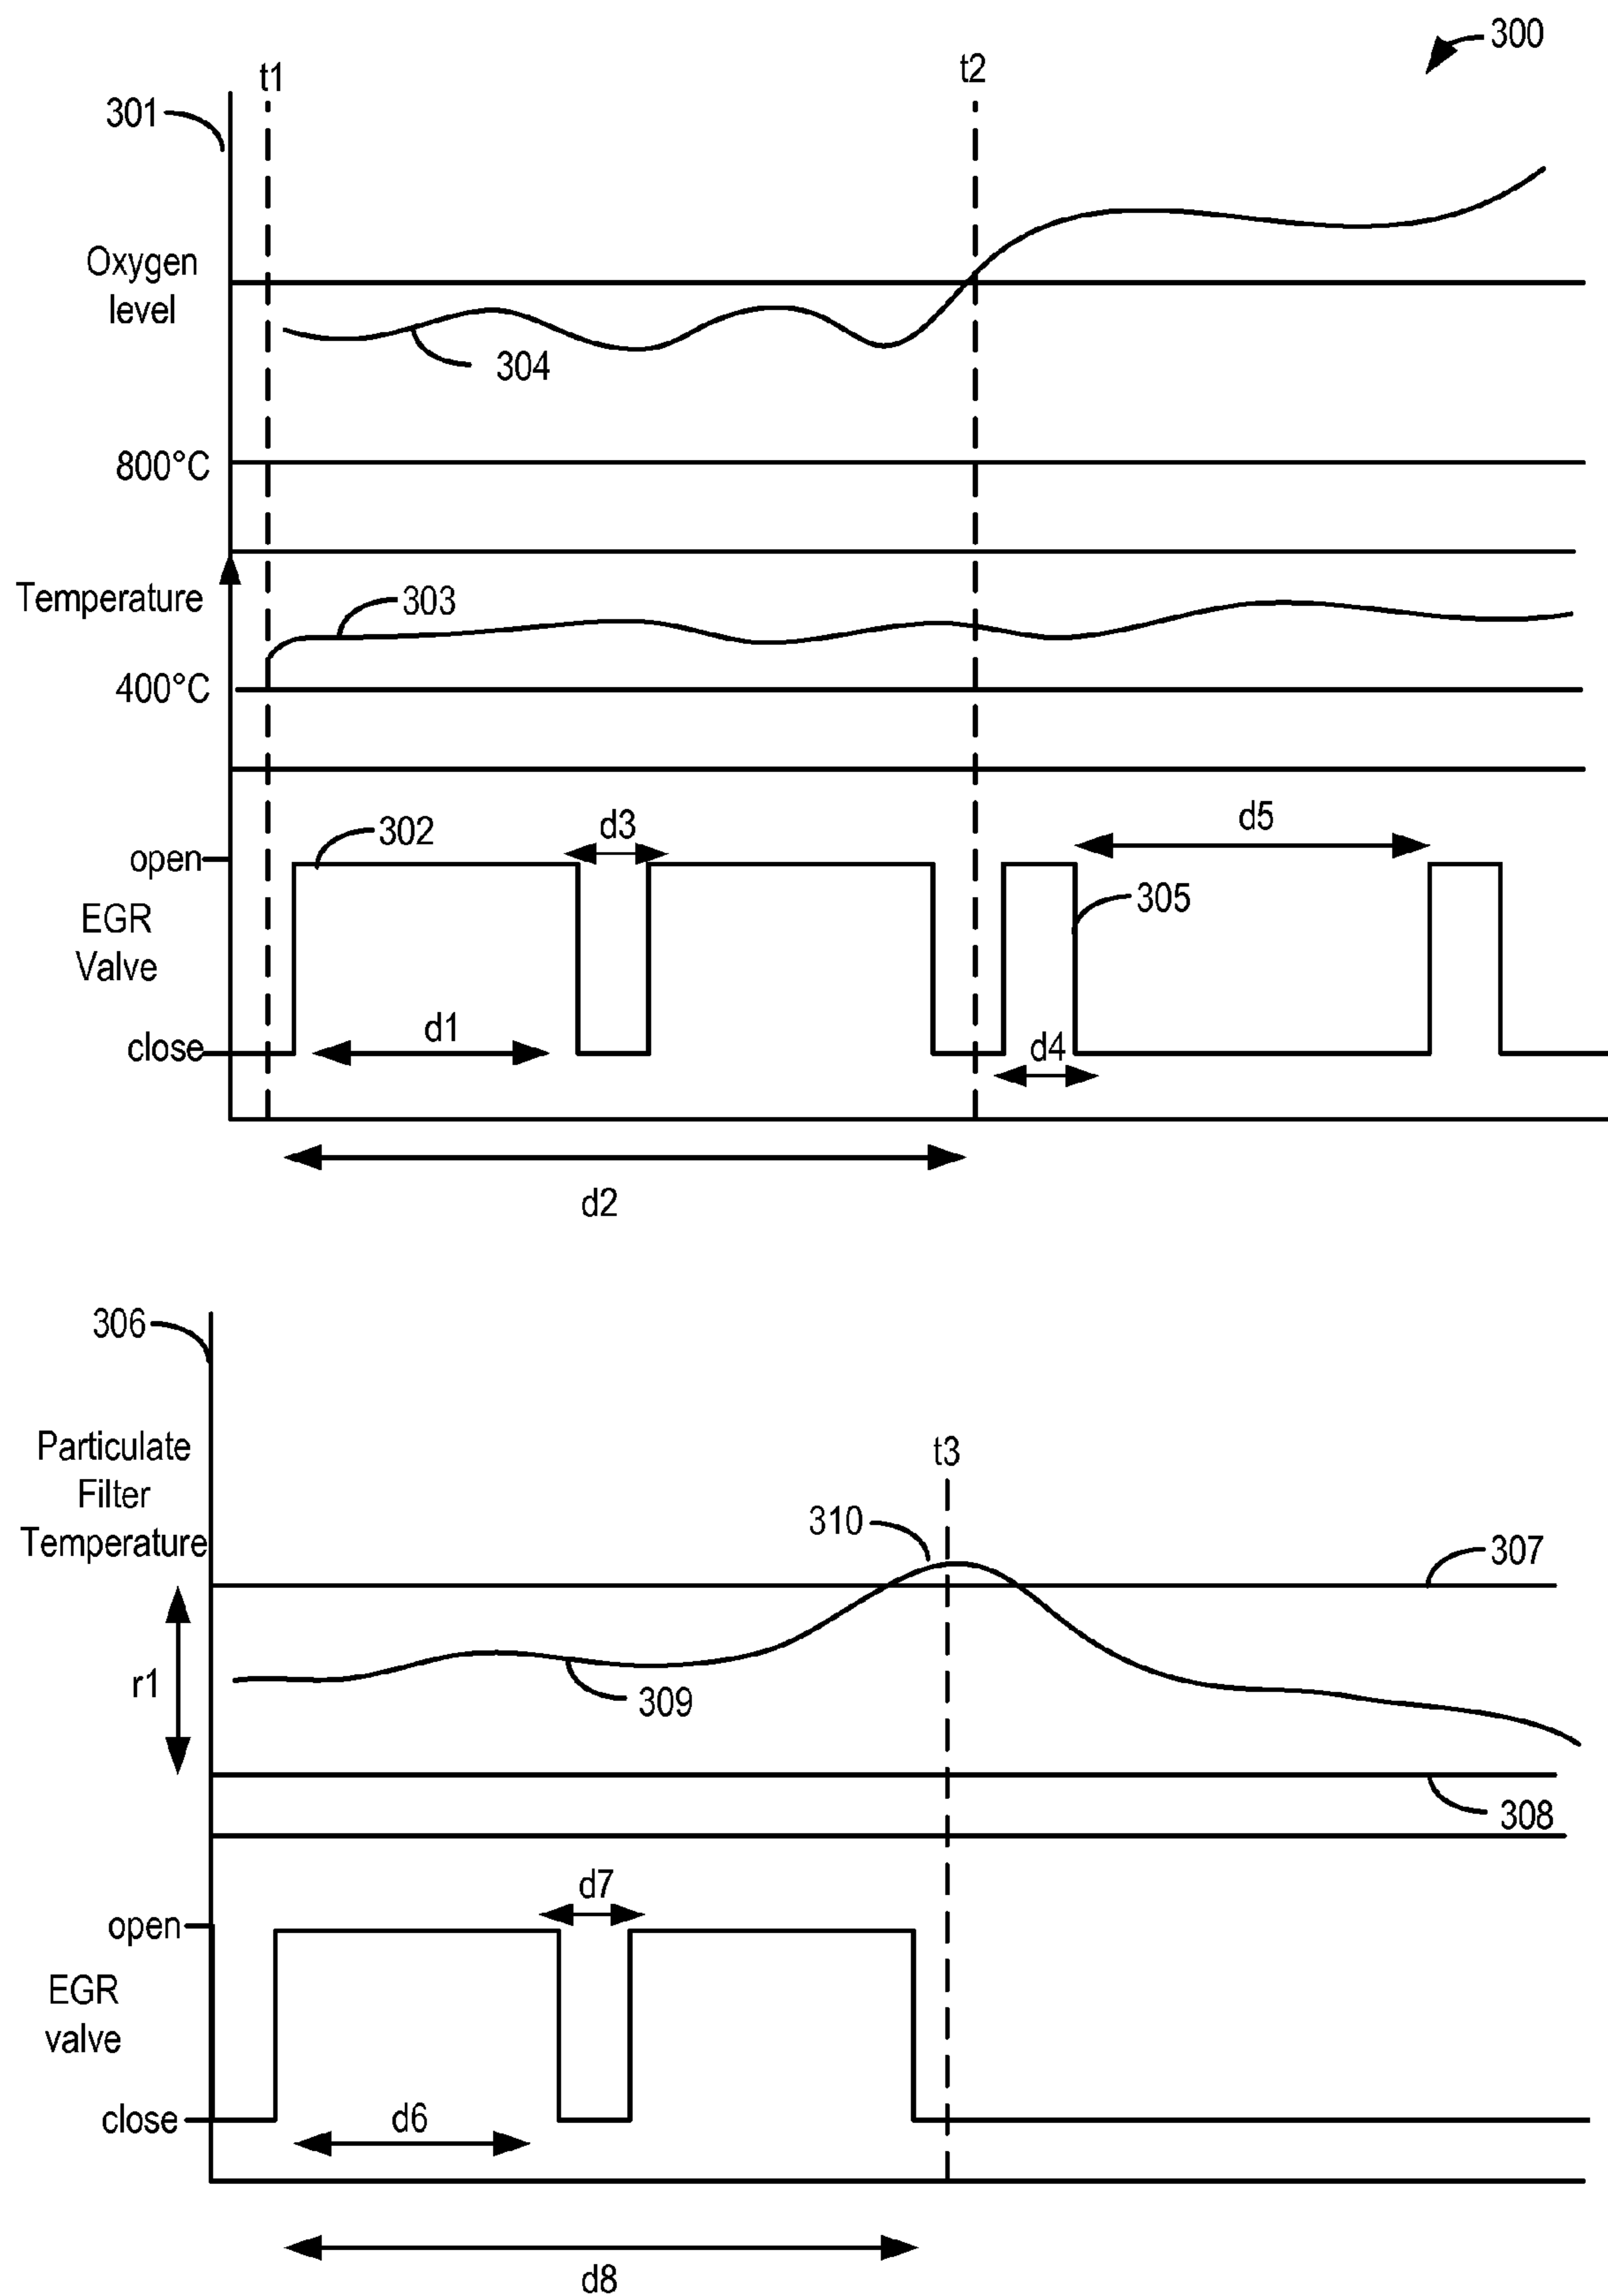 300
t1
t2
301
Oxygen
level
304
800°C
Temperature
303
400°C
302
d3
d5
open
EGR
Valve
305
d1
close
d4
d2
306
Particulate
Filter
Temperature
t3
310
307
r1
309
308
d7
open
EGR
valve
close
d6
d8